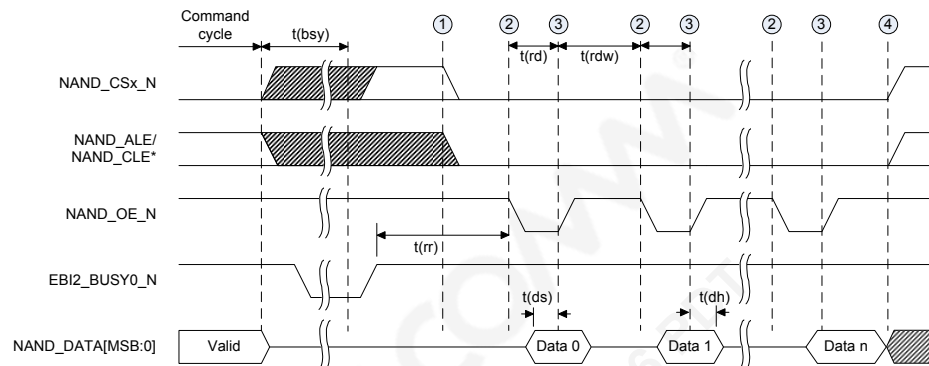 Command
cycle
t(bsy)
1 2 3 2 3 2 3 4
t(rd) t(rdw)
NAND_CSx_N
NAND_ALE/
NAND_CLE*
NAND_OE_N
t(rr)
EBI2_BUSY0_N
t(ds) t(dh)
NAND_DATA[MSB:0] Valid Data 0 Data 1 Data n